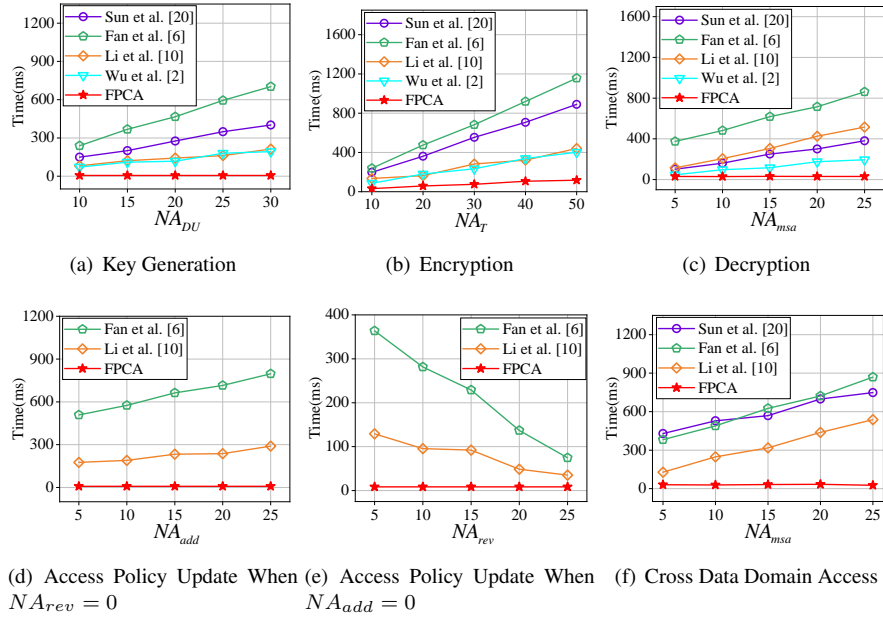 Time(ms)
1200
900
600
300
0
Sun et al. [20]
Fan et al. [6]
Li et al. [10]
Wu et al. [2]
FPCA
10 15 20 25 30
NA_DU
(a) Key Generation
Time(ms)
1600
1200
800
400
0
Sun et al. [20]
Fan et al. [6]
Li et al. [10]
Wu et al. [2]
FPCA
10 20 30 40 50
NA_T
(b) Encryption
Time(ms)
1600
1200
800
400
0
Sun et al. [20]
Fan et al. [6]
Li et al. [10]
Wu et al. [2]
FPCA
5 10 15 20 25
NA_msa
(c) Decryption
Time(ms)
1200
900
600
300
0
Fan et al. [6]
Li et al. [10]
FPCA
5 10 15 20 25
NA_add
(d) Access Policy Update When
NA_rev = 0
Time(ms)
400
300
200
100
0
Fan et al. [6]
Li et al. [10]
FPCA
5 10 15 20 25
NA_rev
(e) Access Policy Update When
NA_add = 0
Time(ms)
1200
900
600
300
0
Sun et al. [20]
Fan et al. [6]
Li et al. [10]
FPCA
5 10 15 20 25
NA_msa
(f) Cross Data Domain Access